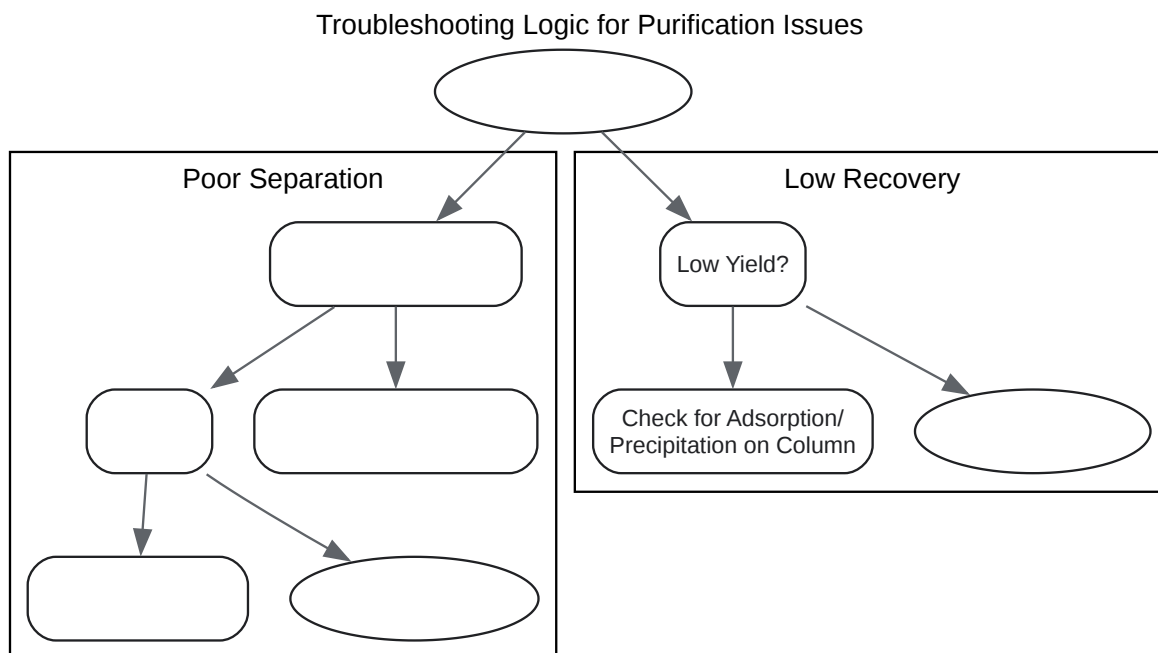 Troubleshooting Logic for Purification Issues
Poor Separation
Low Recovery
Low Yield?
Check for Adsorption/
Precipitation on Column